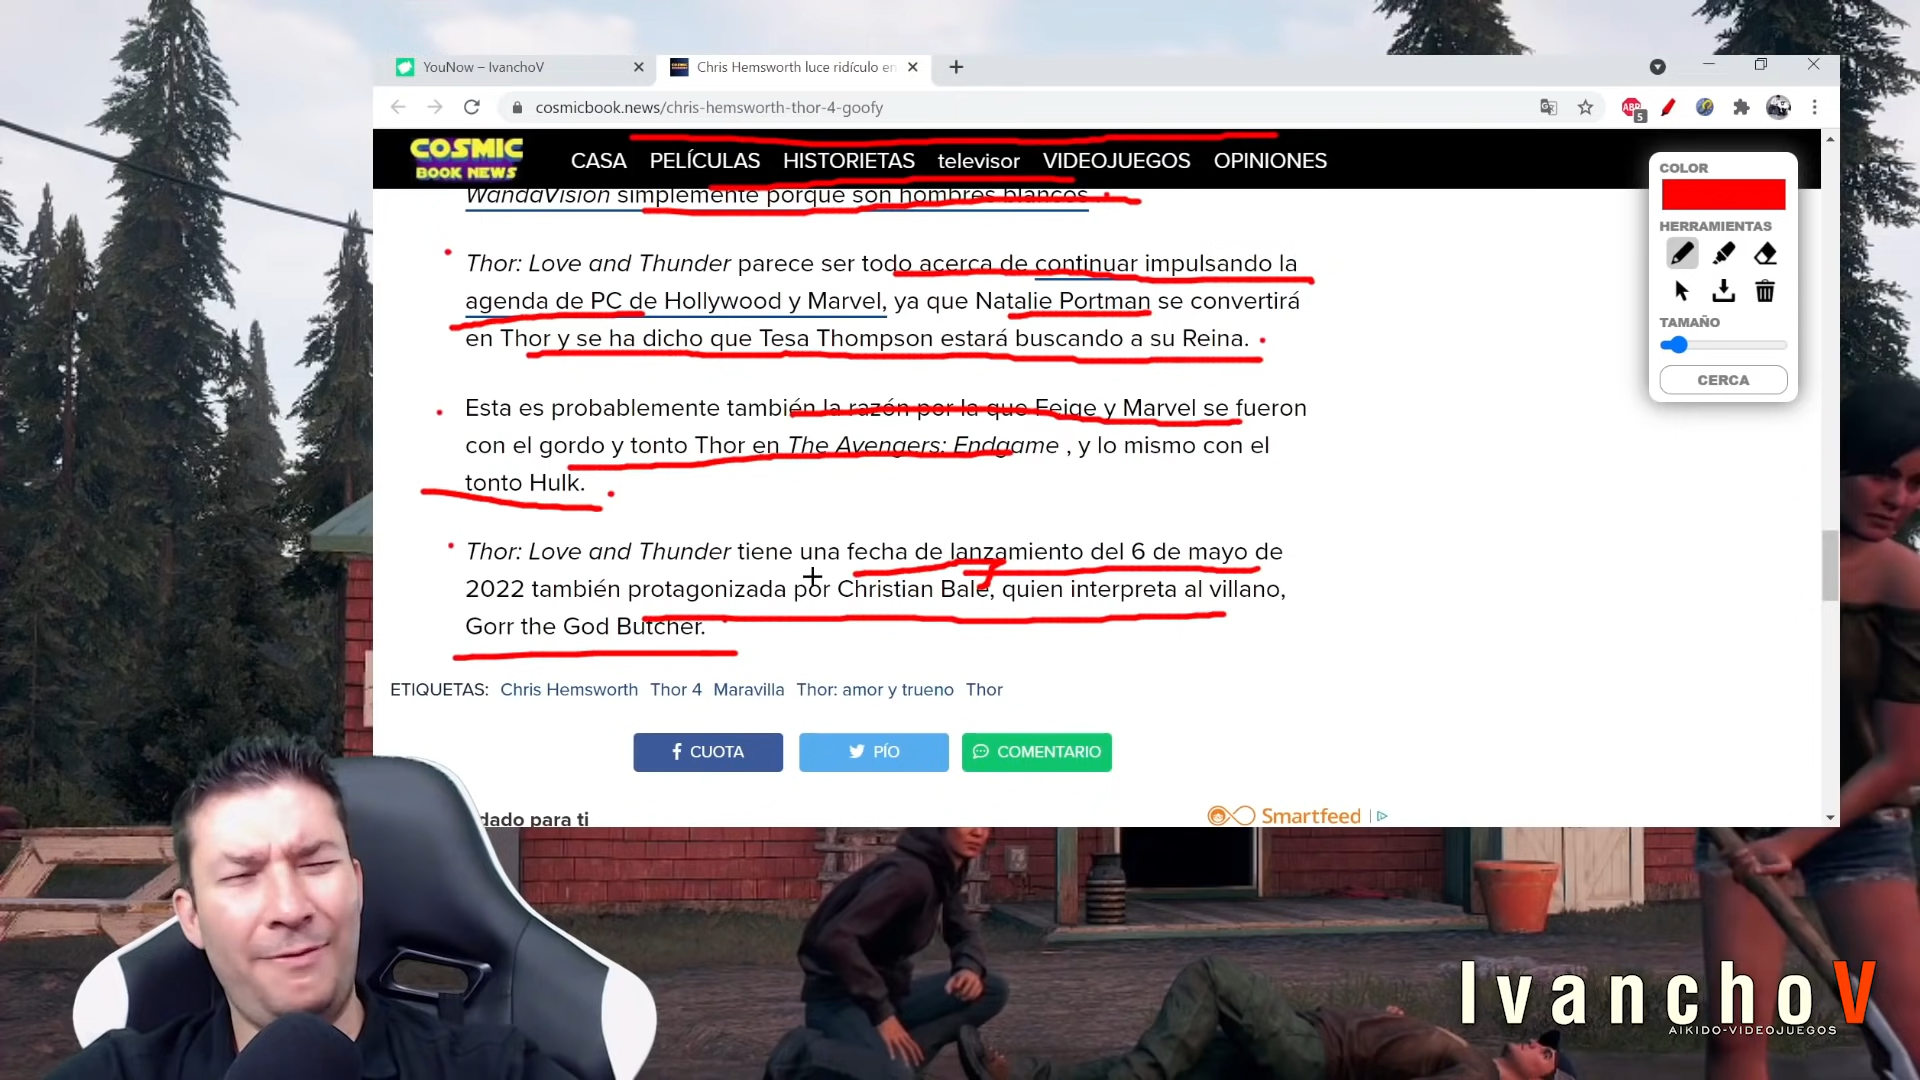 YouNow – IvanchoV
Chris Hemsworth luce ridículo en
cosmicbook.news/chris-hemsworth-thor-4-goofy
ABP
5
COSMIC
BOOK NEWS
CASA PELÍCULAS HISTORIETAS televisor VIDEOJUEGOS OPINIONES
WandaVision simplemente porque son hombres blancos .
Thor: Love and Thunder parece ser todo acerca de continuar impulsando la
agenda de PC de Hollywood y Marvel, ya que Natalie Portman se convertirá
en Thor y se ha dicho que Tesa Thompson estará buscando a su Reina.
Esta es probablemente también la razón por la que Feige y Marvel se fueron
con el gordo y tonto Thor en The Avengers: Endgame , y lo mismo con el
tonto Hulk.
Thor: Love and Thunder tiene una fecha de lanzamiento del 6 de mayo de
2022 también protagonizada por Christian Bale, quien interpreta al villano,
Gorr the God Butcher.
ETIQUETAS: Chris Hemsworth Thor 4 Maravilla Thor: amor y trueno Thor
CUOTA PÍO COMENTARIO
dado para ti
Smartfeed
COLOR
HERRAMIENTAS
TAMAÑO
CERCA
IvanchoV
AIKIDO-VIDEOJUEGOS